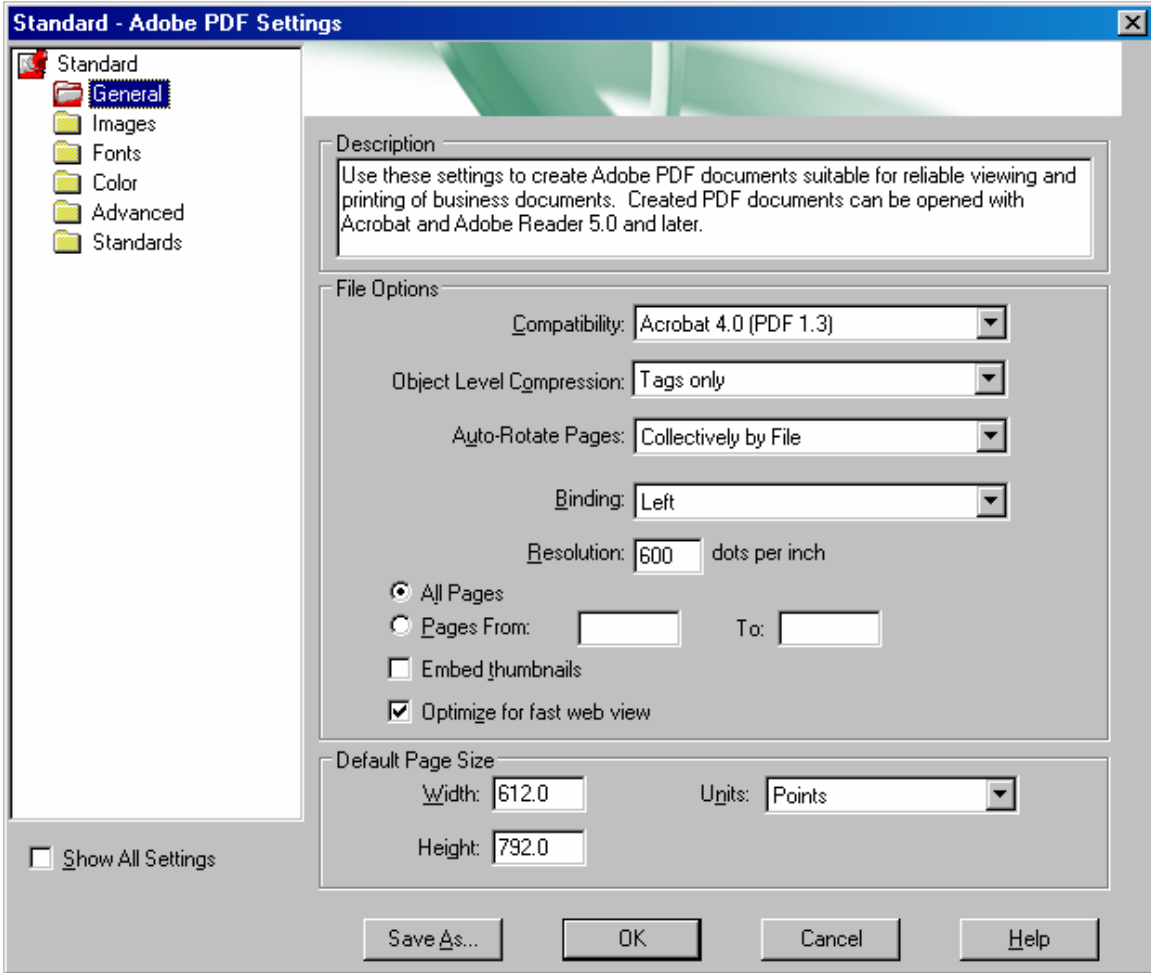 Standard - Adobe PDF Settings
Standard
General
Images
Fonts
Color
Advanced
Standards
Show All Settings
Description
Use these settings to create Adobe PDF documents suitable for reliable viewing and
printing of business documents.  Created PDF documents can be opened with
Acrobat and Adobe Reader 5.0 and later.
File Options
Compatibility: Acrobat 4.0 (PDF 1.3)
Object Level Compression: Tags only
Auto-Rotate Pages: Collectively by File
Binding: Left
Resolution: 600 dots per inch
All Pages
Pages From: To:
Embed thumbnails
Optimize for fast web view
Default Page Size
Width: 612.0 Units: Points
Height: 792.0
Save As... OK Cancel Help